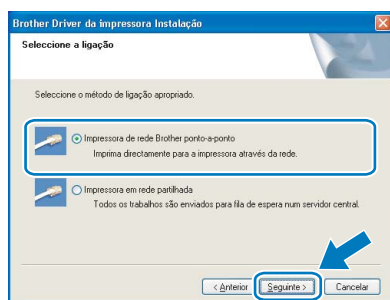 Brother Driver da impressora Instalação
Seleccione a ligação
Seleccione o método de ligação apropriado.
Impressora de rede Brother ponto-a-ponto
Imprima directamente para a impressora através da rede.
Impressora em rede partilhada
Todos os trabalhos são enviados para fila de espera num servidor central.
< Anterior Seguinte > Cancelar